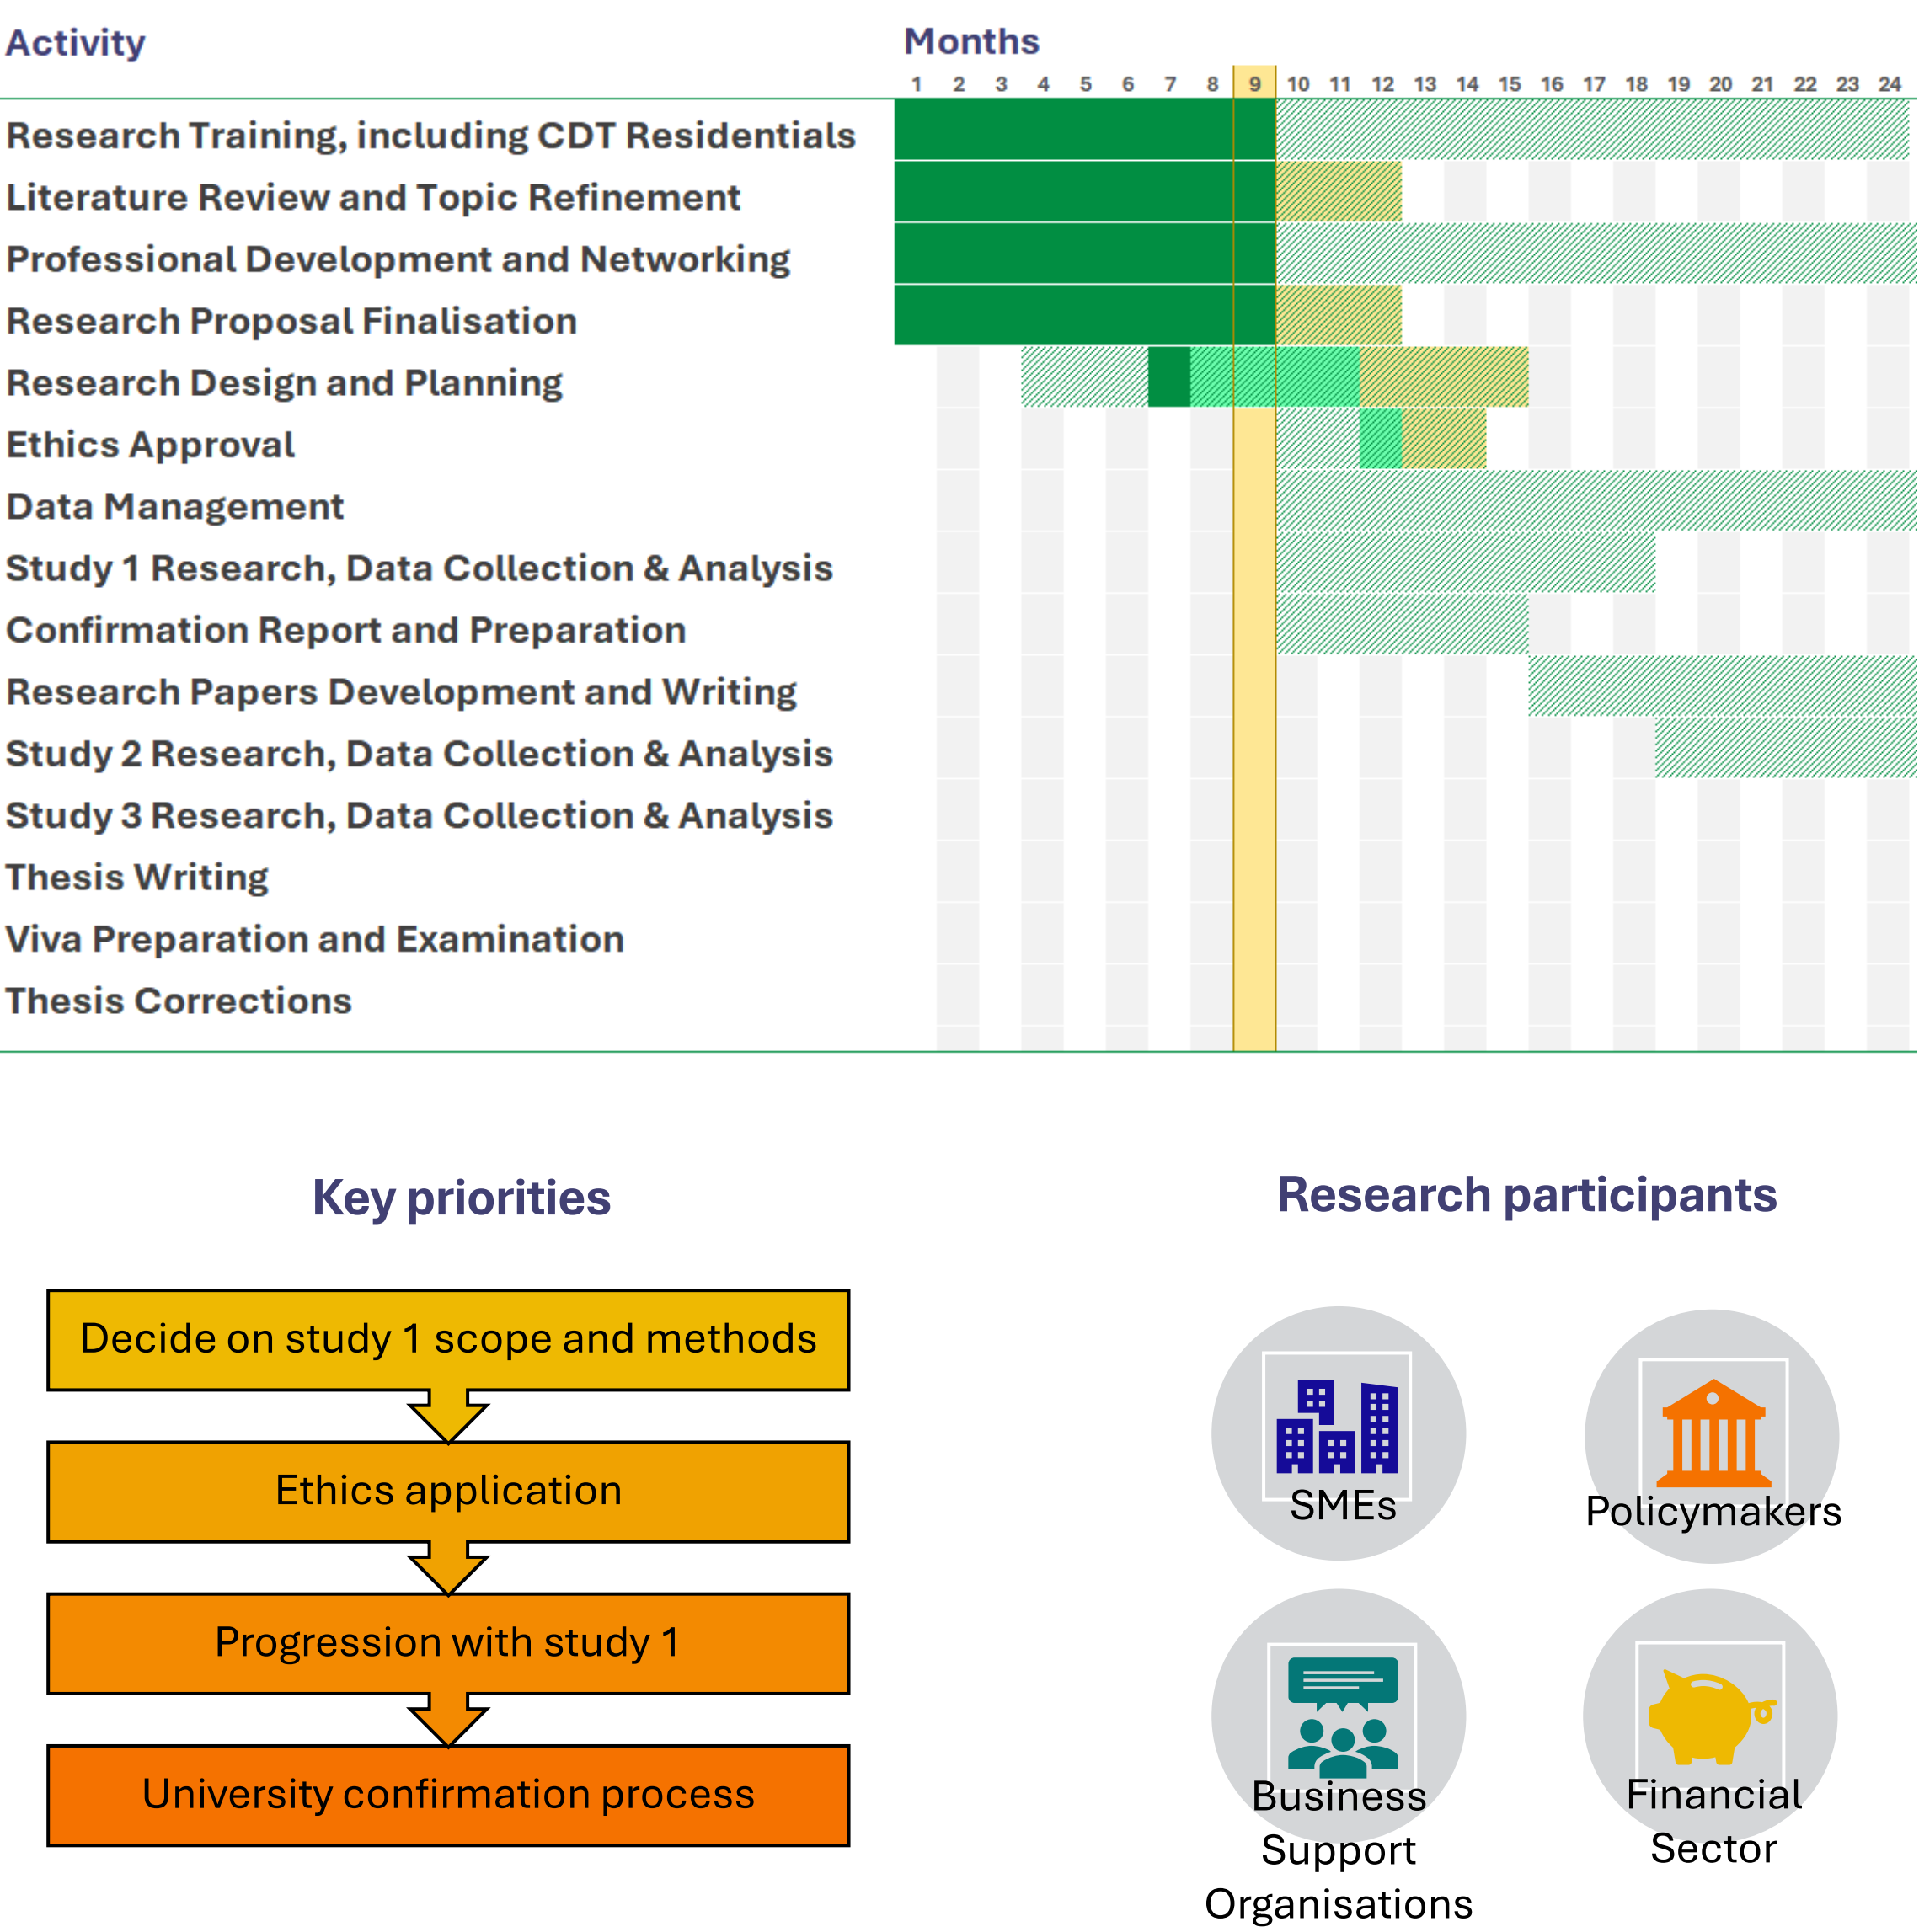 Activity
Months
1 2 3 4 5 6 7 8 9 10 11 12 13 14 15 16 17 18 19 20 21 22 23 24
Research Training, including CDT Residentials
Literature Review and Topic Refinement
Professional Development and Networking
Research Proposal Finalisation
Research Design and Planning
Ethics Approval
Data Management
Study 1 Research, Data Collection & Analysis
Confirmation Report and Preparation
Research Papers Development and Writing
Study 2 Research, Data Collection & Analysis
Study 3 Research, Data Collection & Analysis
Thesis Writing
Viva Preparation and Examination
Thesis Corrections
Key priorities
Decide on study 1 scope and methods
Ethics application
Progression with study 1
University confirmation process
Research participants
SMEs
Policymakers
Business
Support
Organisations
Financial
Sector